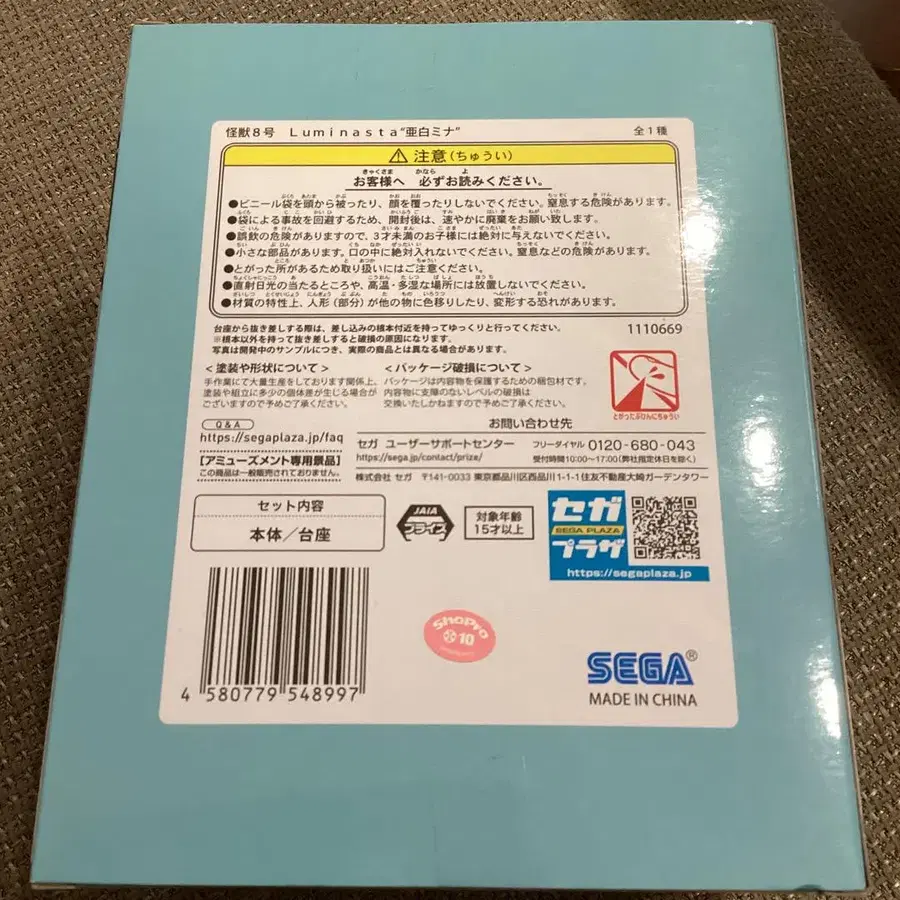 怪獣8号 Luminasta“亜白ミナ” 全1種
⚠注意(ちゅうい)
お客様へ 必ずお読みください。
●ビニール袋を頭から被ったり、顔を覆ったりしないでください。窒息する危険があります。
●袋による事故を回避するため、開封後は、速やかに廃棄をお願い致します。
●誤飲の危険がありますので、3才未満のお子様には絶対に与えないでください。
●小さな部品があります。口の中に絶対入れないでください。窒息などの危険があります。
●とがった所があるため取り扱いにはご注意ください。
●直射日光の当たるところや、高温・多湿な場所には放置しないでください。
●材質の特性上、人形(部分)が他の物に色移りしたり、変形する恐れがあります。
台座から抜き差しする際は、差し込みの根本付近を持ってゆっくりと行ってください。
※根本以外を持って抜き差しすると破損の原因になります。
写真は開発中のサンプルにつき、実際の商品とは異なる場合があります。
1110669
<塗装や形状について>
手作業にて大量生産をしております関係上、
塗装や組立に多少の個体差が生じる場合が
ございますので予めご了承ください。
<パッケージ破損について>
パッケージは内容物を保護するための梱包材です。
内容物に支障のないレベルの破損は
交換いたしかねますので予めご了承ください。
とがったぶひんにちゅうい
Q&A
https://segaplaza.jp/faq
【アミューズメント専用景品】
この商品は一般販売されておりません。
お問い合わせ先
セガ ユーザーサポートセンター フリーダイヤル 0120-680-043
https://sega.jp/contact/prize/ 受付時間10:00~17:00(弊社指定休日を除く)
株式会社 セガ 〒141-0033 東京都品川区西品川1-1-1住友不動産大崎ガーデンタワー
セット内容
本体/台座
JAIA
プライズ
対象年齢
15才以上
セガ
SEGA PLAZA
プラザ
https://segaplaza.jp
4 580779 548997
ShoPro
10
SEGA®
MADE IN CHINA